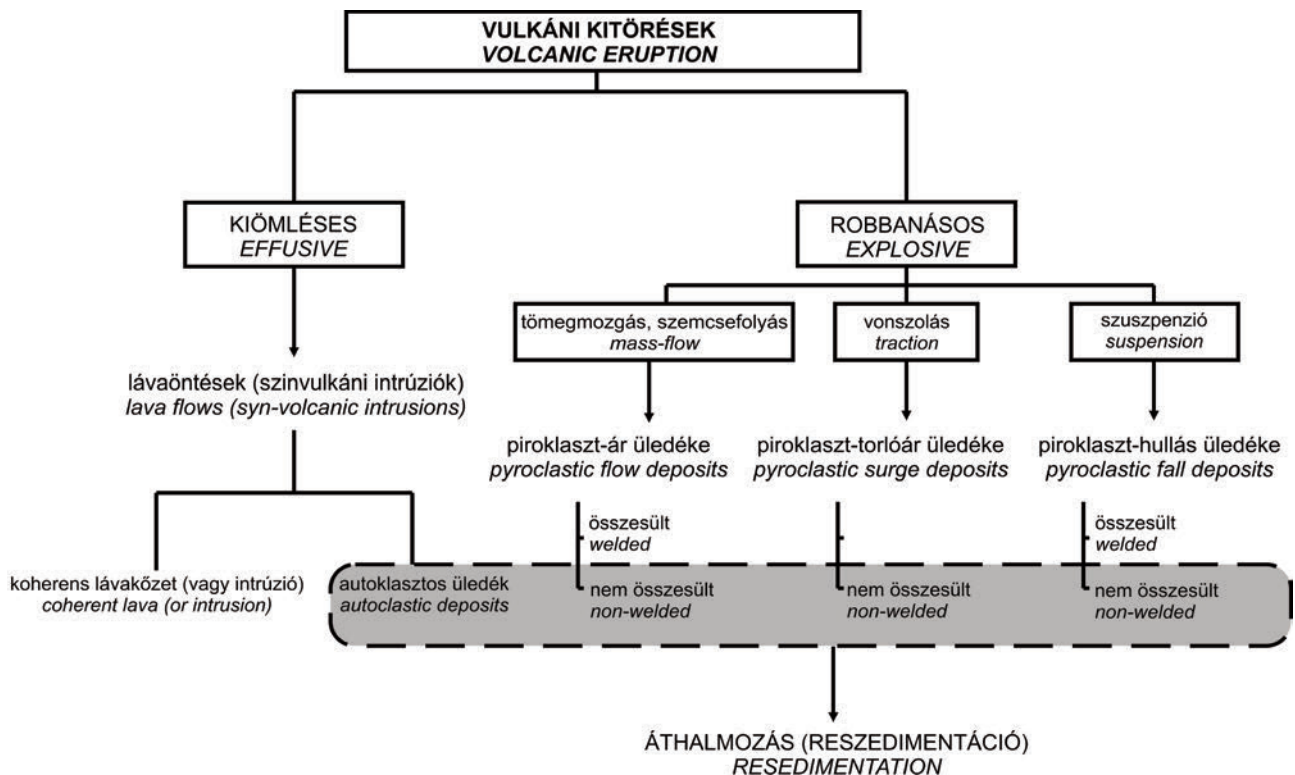 VULKÁNI KITÖRÉSEK
VOLCANIC ERUPTION
KIÖMLÉSES
EFFUSIVE
ROBBANÁSOS
EXPLOSIVE
tömegmozgás, szemcsefolyás
mass-flow
vonszolás
traction
szuszpenzió
suspension
lávaöntések (szinvulkáni intrúziók)
lava flows (syn-volcanic intrusions)
piroklaszt-ár üledéke
pyroclastic flow deposits
piroklaszt-torlóár üledéke
pyroclastic surge deposits
piroklaszt-hullás üledéke
pyroclastic fall deposits
összesült
welded
összesült
welded
koherens lávakőzet (vagy intrúzió)
coherent lava (or intrusion)
autoklasztos üledék
autoclastic deposits
nem összesült
non-welded
nem összesült
non-welded
nem összesült
non-welded
ÁTHALMOZÁS (RESZEDIMENTÁCIÓ)
RESEDIMENTATION